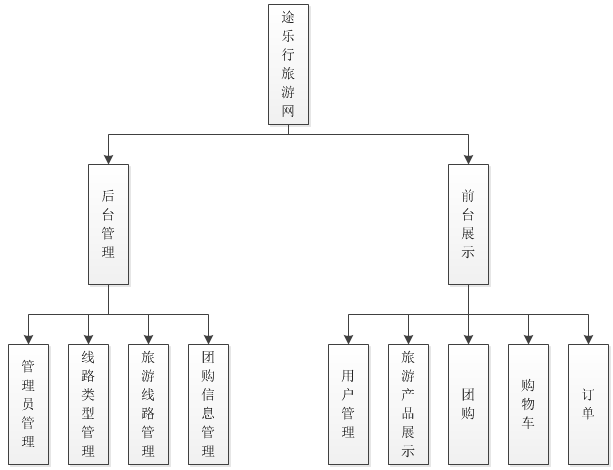 途乐行旅游网
后台管理
前台展示
管理员管理
线路类型管理
旅游线路管理
团购信息管理
用户管理
旅游产品展示
团购
购物车
订单